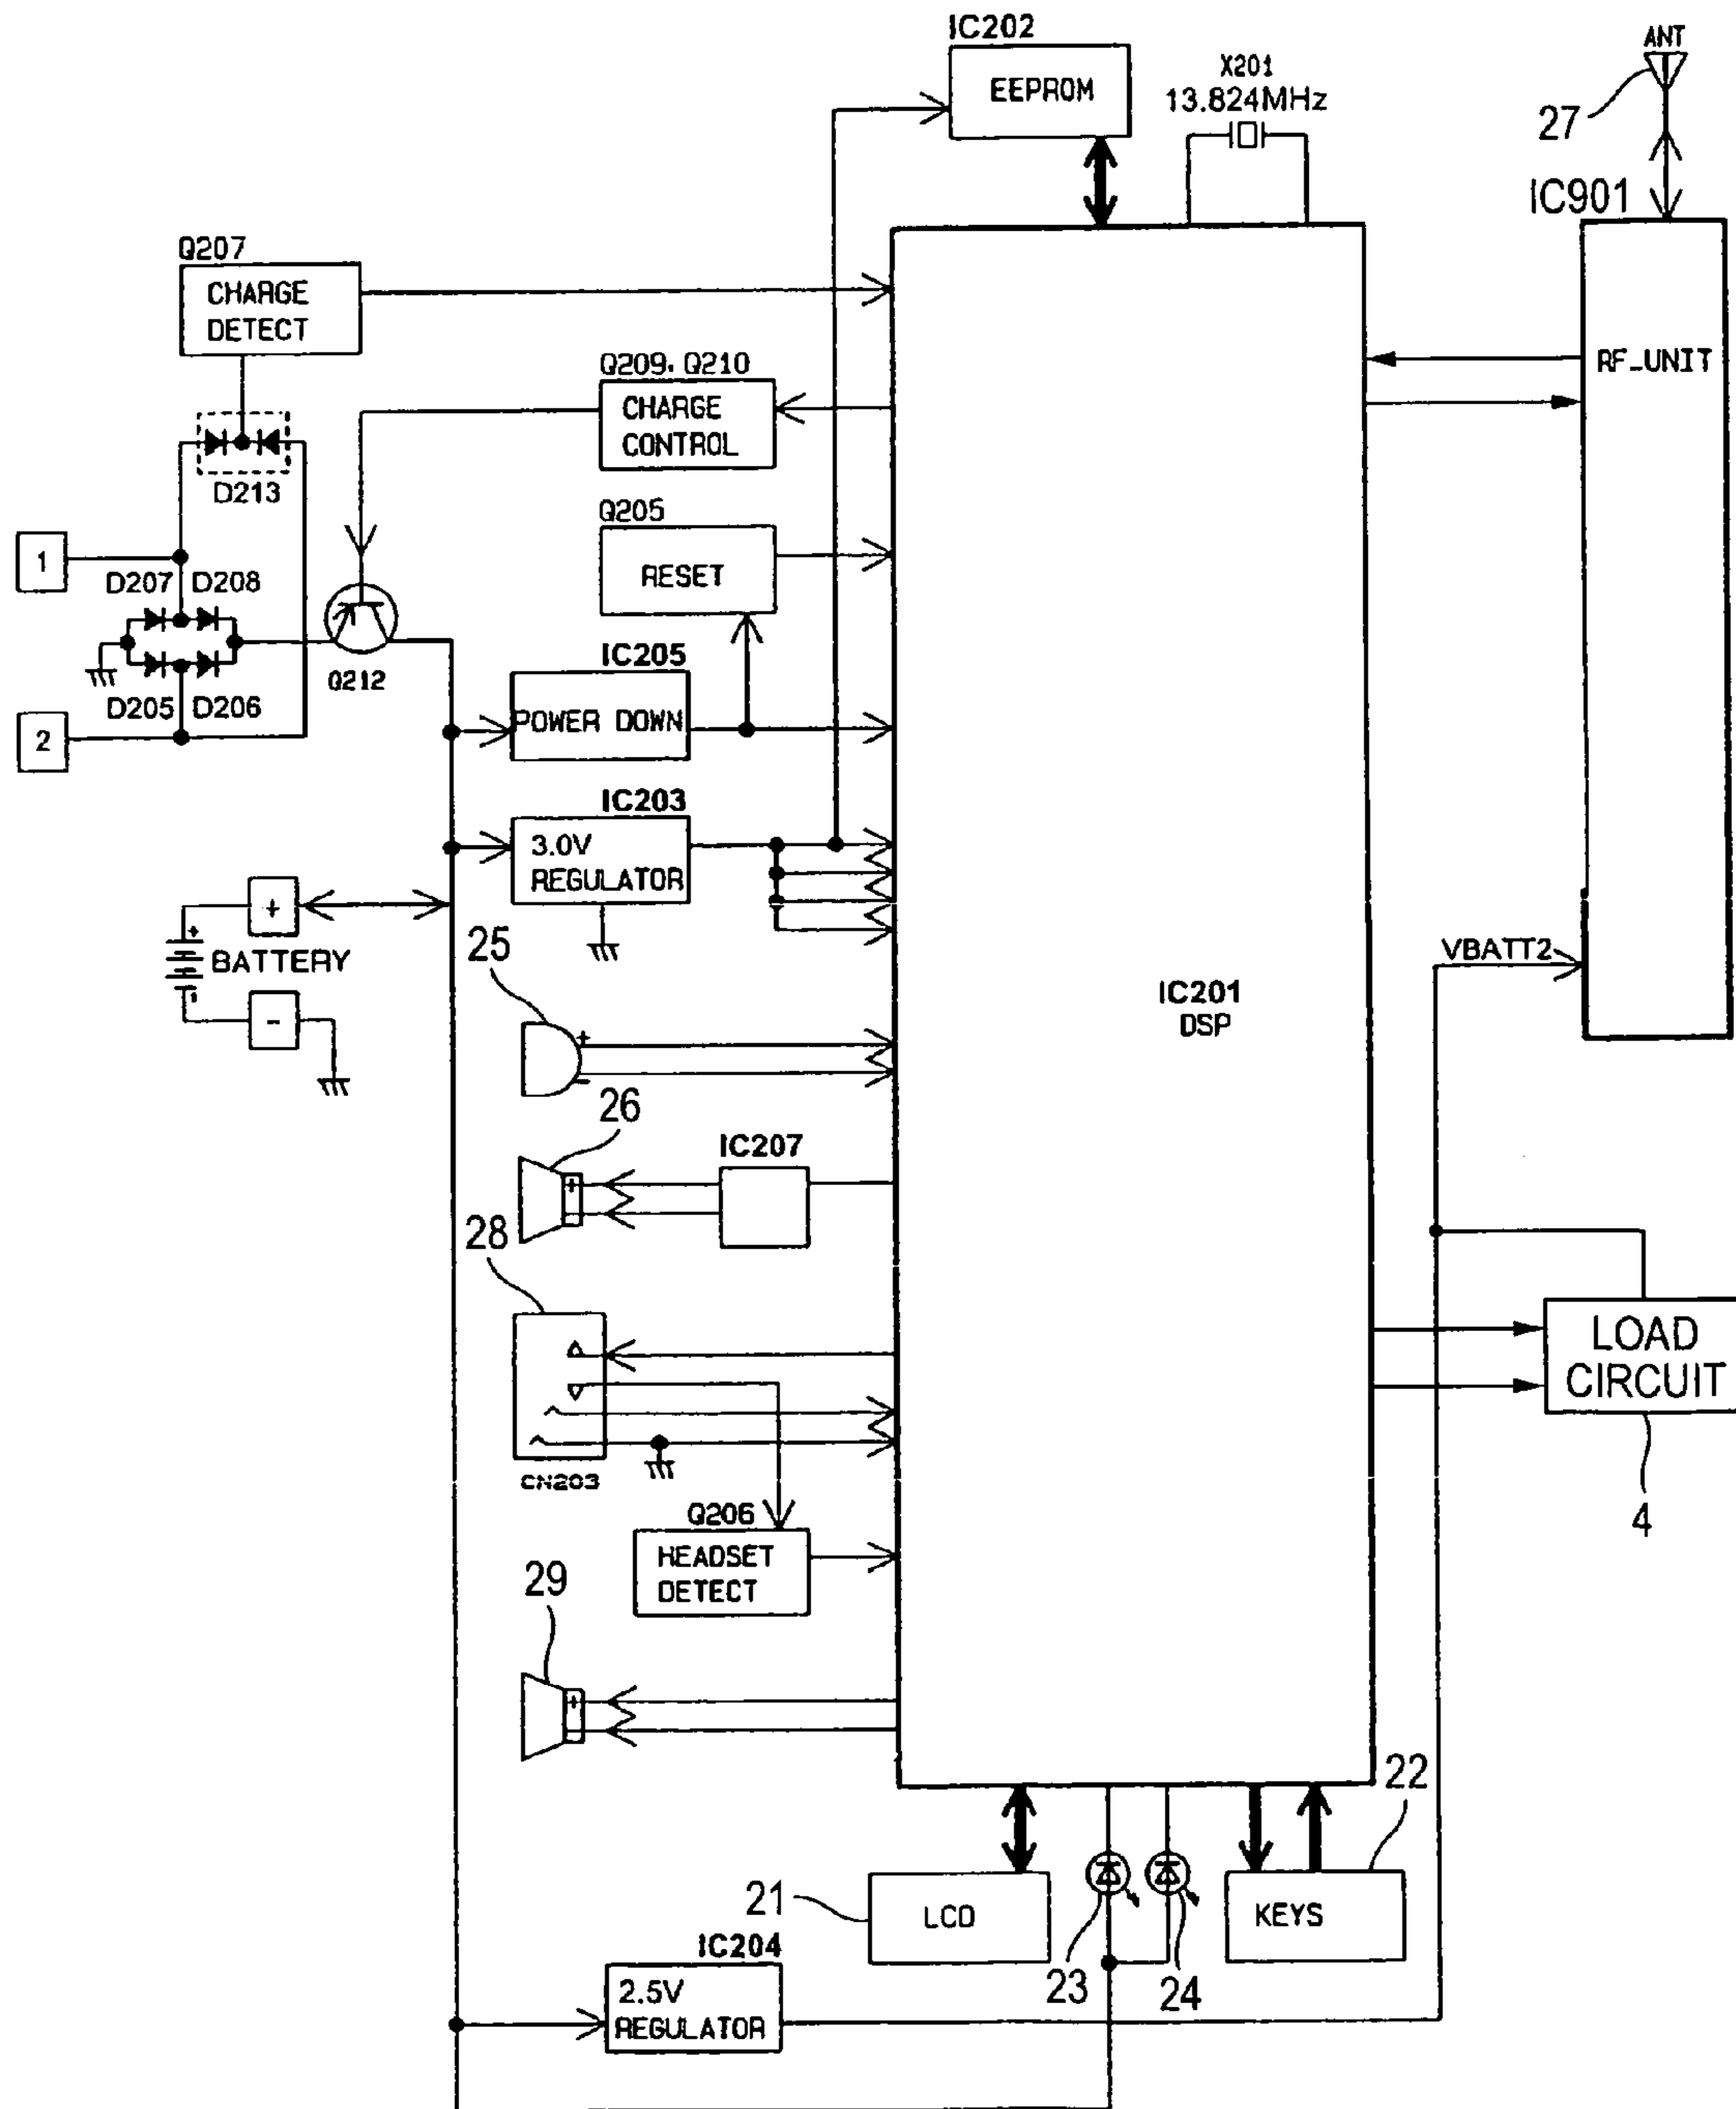 IC202
EEPROM
X201
13.824MHz
ANT
27
IC901
RF_UNIT
Q207
CHARGE
DETECT
Q209, Q210
CHARGE
CONTROL
D213
Q205
RESET
1
D207 D208
D205 D206
2
Q212
IC205
POWER DOWN
IC203
3.0V
REGULATOR
+
+
BATTERY
-
-
VBATT2
IC201
DSP
25
+
-
26
IC207
+
28
CN203
LOAD
CIRCUIT
4
Q206
HEADSET
DETECT
29
+
22
21
LCD
23
24
KEYS
IC204
2.5V
REGULATOR